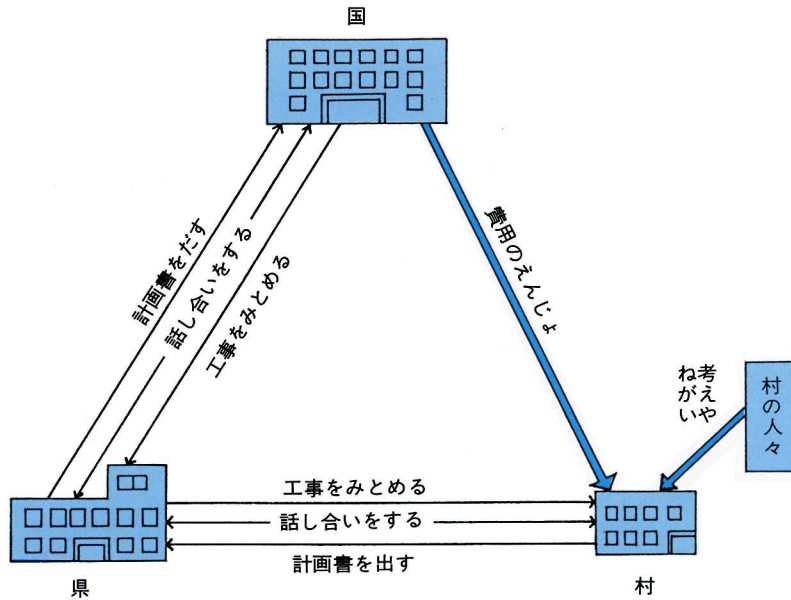 国
計画書をだす
話し合いをする
工事をみとめる
費用のえんじょ
考えや
ねがい
村の人々
工事をみとめる
話し合いをする
計画書を出す
県
村